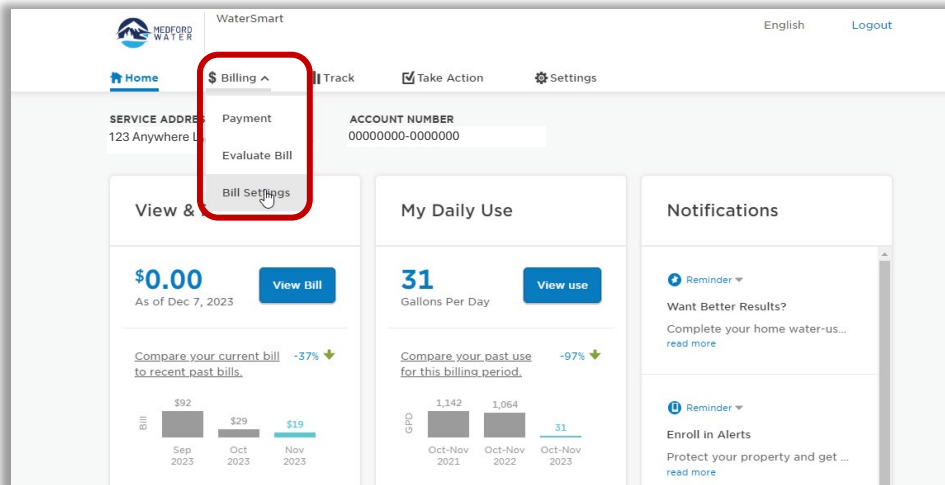 MEDFORD
WATER
WaterSmart
English
Logout
Home
$ Billing
Track
Take Action
Settings
SERVICE ADDRES
123 Anywhere L
Payment
Evaluate Bill
Bill Settings
ACCOUNT NUMBER
00000000-0000000
View &
$0.00
As of Dec 7, 2023
View Bill
Compare your current bill
to recent past bills.
-37%
Bill
$92
$29
$19
Sep
2023
Oct
2023
Nov
2023
My Daily Use
31
Gallons Per Day
View use
Compare your past use
for this billing period.
-97%
GPD
1,142
1,064
31
Oct-Nov
2021
Oct-Nov
2022
Oct-Nov
2023
Notifications
Reminder
Want Better Results?
Complete your home water-us...
read more
Reminder
Enroll in Alerts
Protect your property and get ...
read more